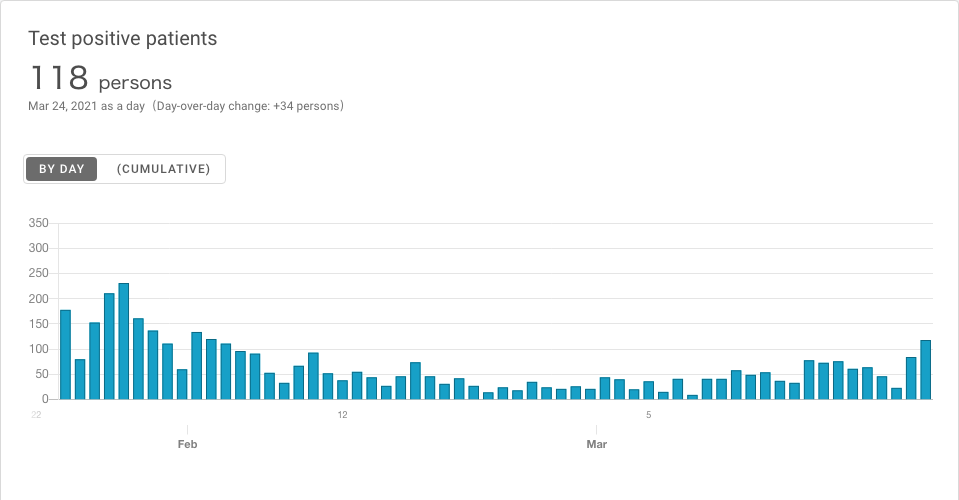 Test positive patients
118 persons
Mar 24, 2021 as a day（Day-over-day change: +34 persons）
BY DAY (CUMULATIVE)
350
300
250
200
150
100
50
0
22 12 5
Feb Mar